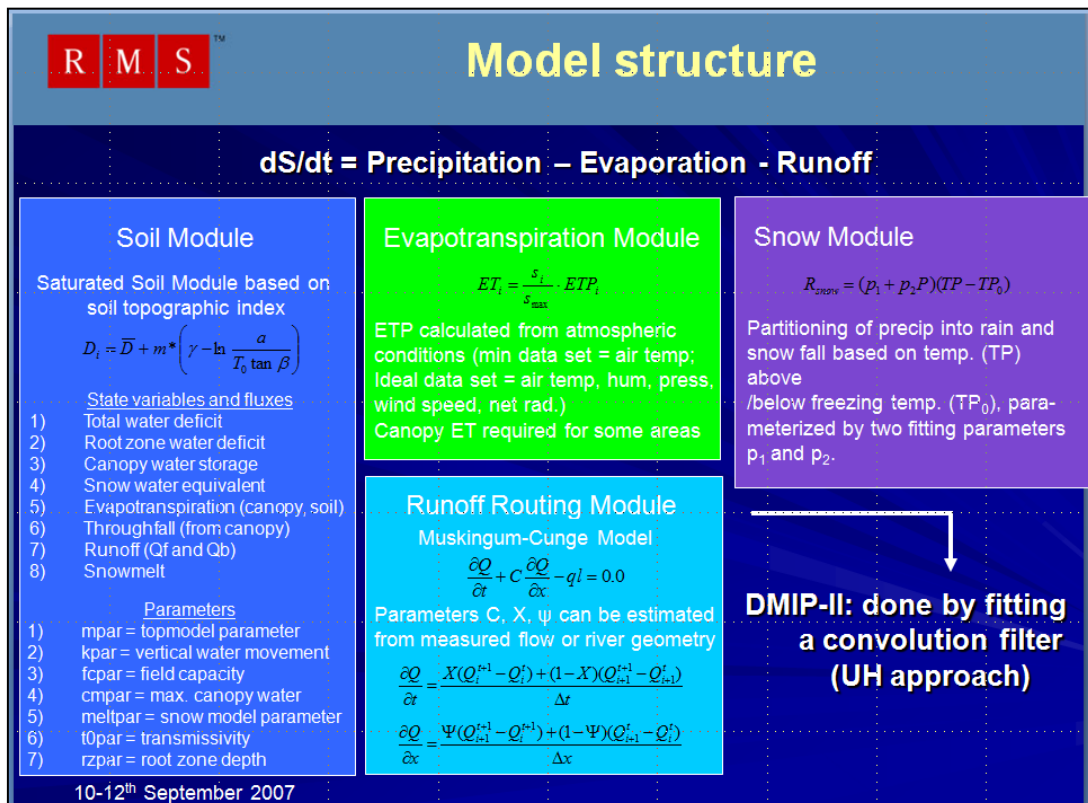 R M S ™
Model structure
dS/dt = Precipitation – Evaporation - Runoff
Soil Module
Saturated Soil Module based on
soil topographic index
D_i = D̅ + m* (γ − ln a / (T_0 tan β))
State variables and fluxes
1) Total water deficit
2) Root zone water deficit
3) Canopy water storage
4) Snow water equivalent
5) Evapotranspiration (canopy, soil)
6) Throughfall (from canopy)
7) Runoff (Qf and Qb)
8) Snowmelt
Parameters
1) mpar = topmodel parameter
2) kpar = vertical water movement
3) fcpar = field capacity
4) cmpar = max. canopy water
5) meltpar = snow model parameter
6) t0par = transmissivity
7) rzpar = root zone depth
Evapotranspiration Module
ET_i = s_i / s_max · ETP_i
ETP calculated from atmospheric
conditions (min data set = air temp;
Ideal data set = air temp, hum, press,
wind speed, net rad.)
Canopy ET required for some areas
Runoff Routing Module
Muskingum-Cunge Model
∂Q/∂t + C ∂Q/∂x − ql = 0.0
Parameters C, X, ψ can be estimated
from measured flow or river geometry
∂Q/∂t = (X(Q_i^{t+1} − Q_i^t) + (1 − X)(Q_{i+1}^{t+1} − Q_{i+1}^t)) / Δt
∂Q/∂x = (Ψ(Q_{i+1}^{t+1} − Q_i^{t+1}) + (1 − Ψ)(Q_{i+1}^t − Q_i^t)) / Δx
Snow Module
R_snow = (p_1 + p_2P)(TP − TP_0)
Partitioning of precip into rain and
snow fall based on temp. (TP)
above
/below freezing temp. (TP₀), para-
meterized by two fitting parameters
p₁ and p₂.
DMIP-II: done by fitting
a convolution filter
(UH approach)
10-12th September 2007